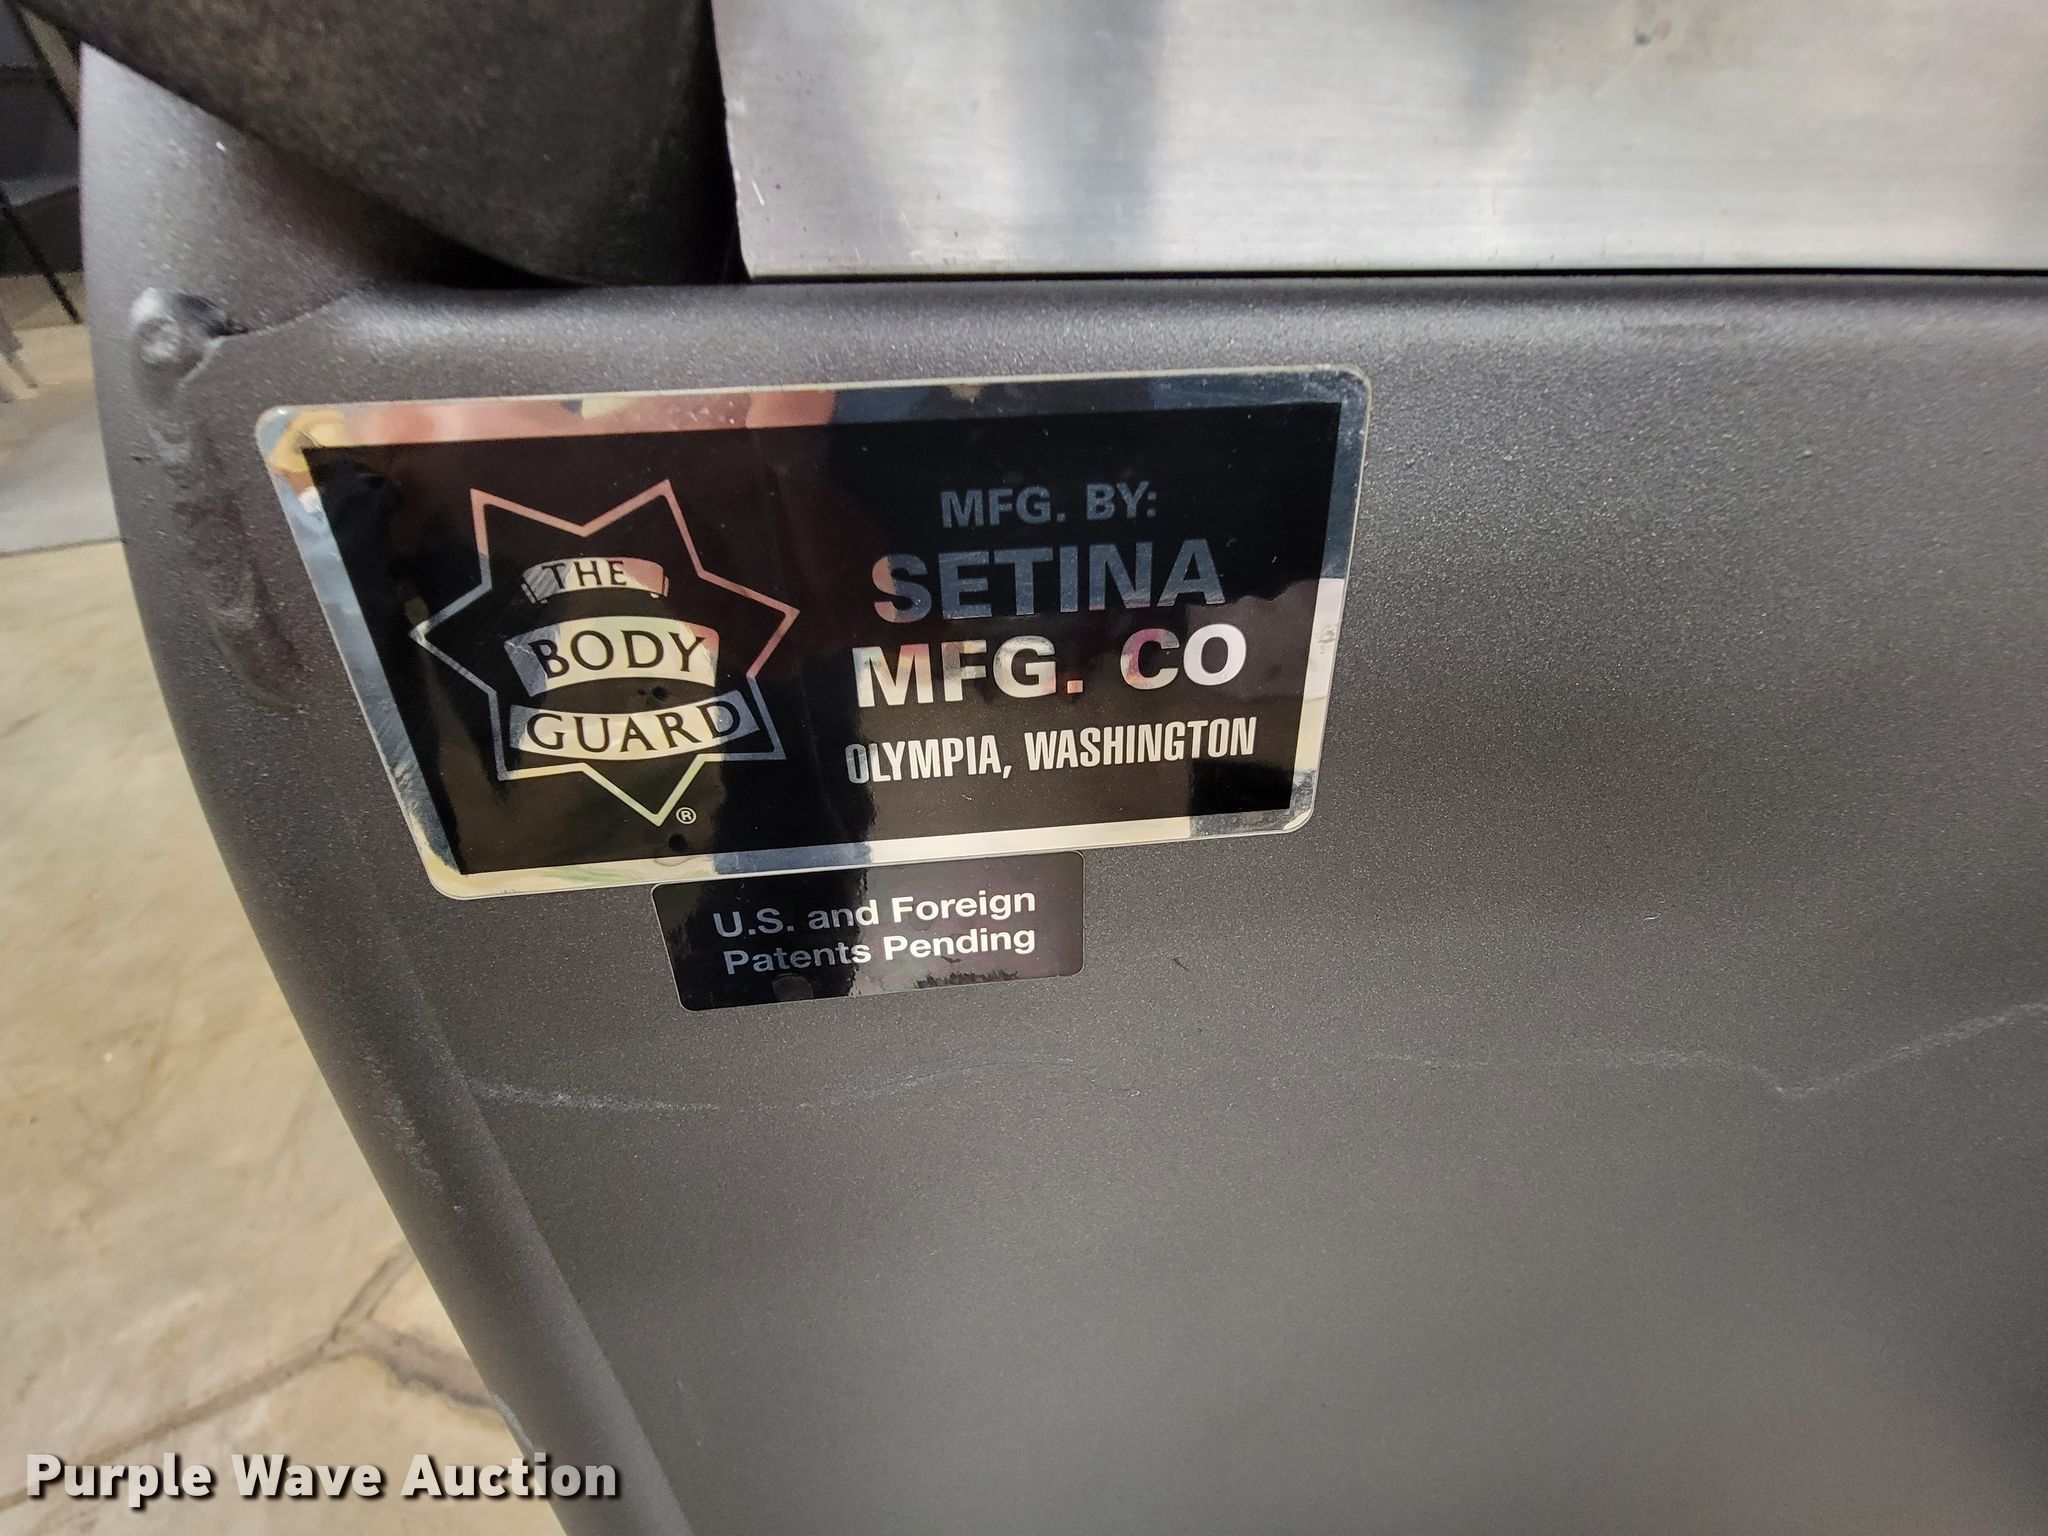 THE
BODY
GUARD
®
MFG. BY:
SETINA
MFG. CO
OLYMPIA, WASHINGTON
U.S. and Foreign
Patents Pending
Purple Wave Auction